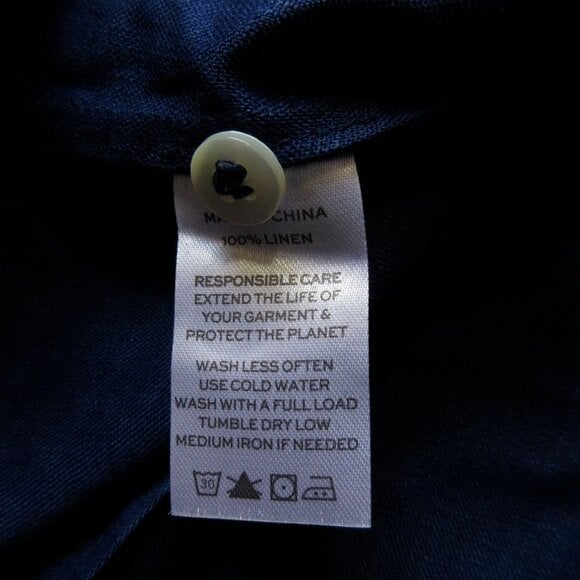 CHINA
100% LINEN
RESPONSIBLE CARE
EXTEND THE LIFE OF
YOUR GARMENT &
PROTECT THE PLANET
WASH LESS OFTEN
USE COLD WATER
WASH WITH A FULL LOAD
TUMBLE DRY LOW
MEDIUM IRON IF NEEDED
30